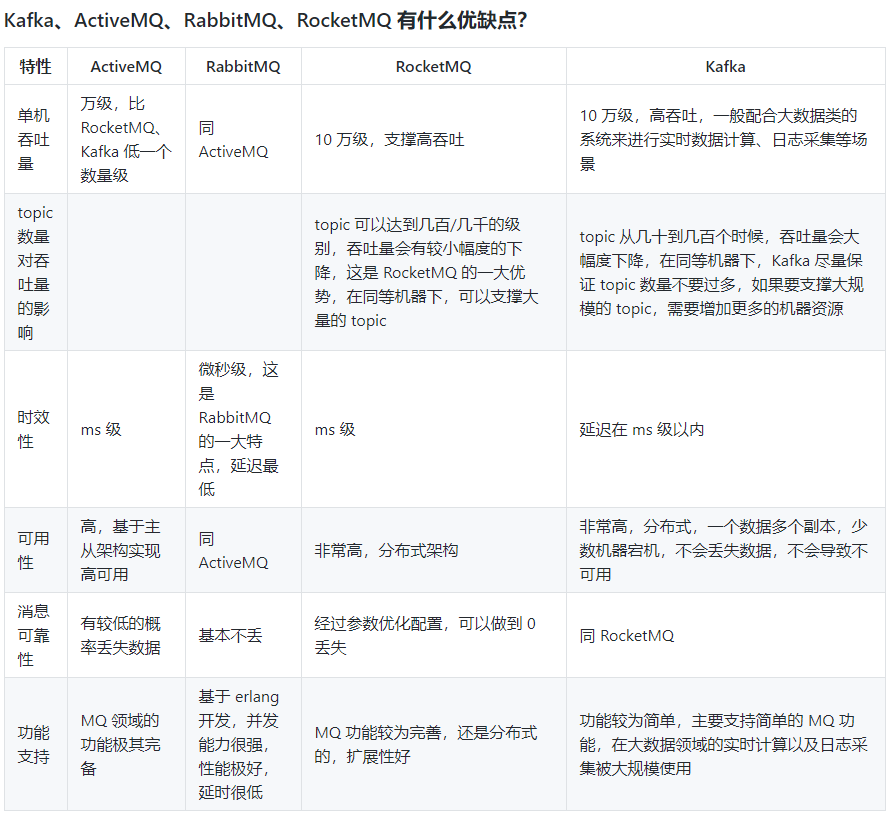 Kafka、ActiveMQ、RabbitMQ、RocketMQ 有什么优缺点？
特性
ActiveMQ
RabbitMQ
RocketMQ
Kafka
单机
吞吐
量
万级，比
RocketMQ、
Kafka 低一个
数量级
同
ActiveMQ
10 万级，支撑高吞吐
10 万级，高吞吐，一般配合大数据类的
系统来进行实时数据计算、日志采集等场
景
topic
数量
对吞
吐量
的影
响
topic 可以达到几百/几千的级
别，吞吐量会有较小幅度的下
降，这是 RocketMQ 的一大优
势，在同等机器下，可以支撑大
量的 topic
topic 从几十到几百个时候，吞吐量会大
幅度下降，在同等机器下，Kafka 尽量保
证 topic 数量不要过多，如果要支撑大规
模的 topic，需要增加更多的机器资源
时效
性
ms 级
微秒级，这
是
RabbitMQ
的一大特
点，延迟最
低
ms 级
延迟在 ms 级以内
可用
性
高，基于主
从架构实现
高可用
同
ActiveMQ
非常高，分布式架构
非常高，分布式，一个数据多个副本，少
数机器宕机，不会丢失数据，不会导致不
可用
消息
可靠
性
有较低的概
率丢失数据
基本不丢
经过参数优化配置，可以做到 0
丢失
同 RocketMQ
功能
支持
MQ 领域的
功能极其完
备
基于 erlang
开发，并发
能力很强，
性能极好，
延时很低
MQ 功能较为完善，还是分布式
的，扩展性好
功能较为简单，主要支持简单的 MQ 功
能，在大数据领域的实时计算以及日志采
集被大规模使用